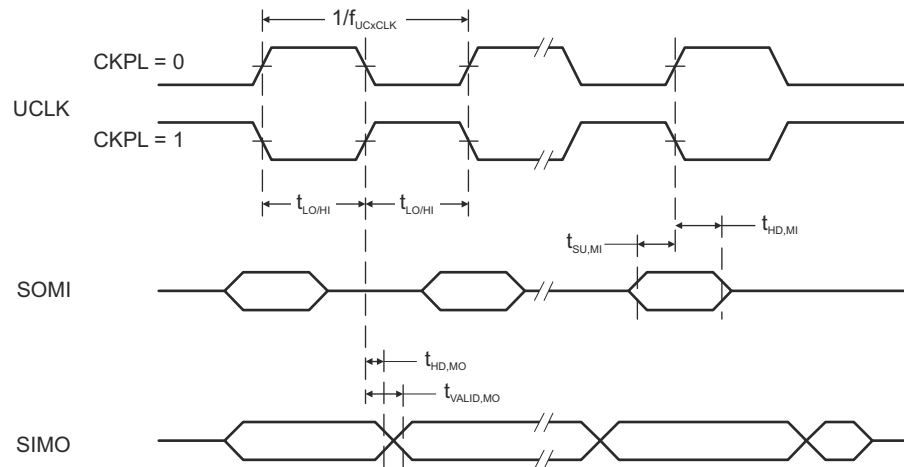 1/fUCxCLK
CKPL = 0
UCLK
CKPL = 1
tLO/HI
tLO/HI
tSU,MI
tHD,MI
SOMI
tHD,MO
tVALID,MO
SIMO